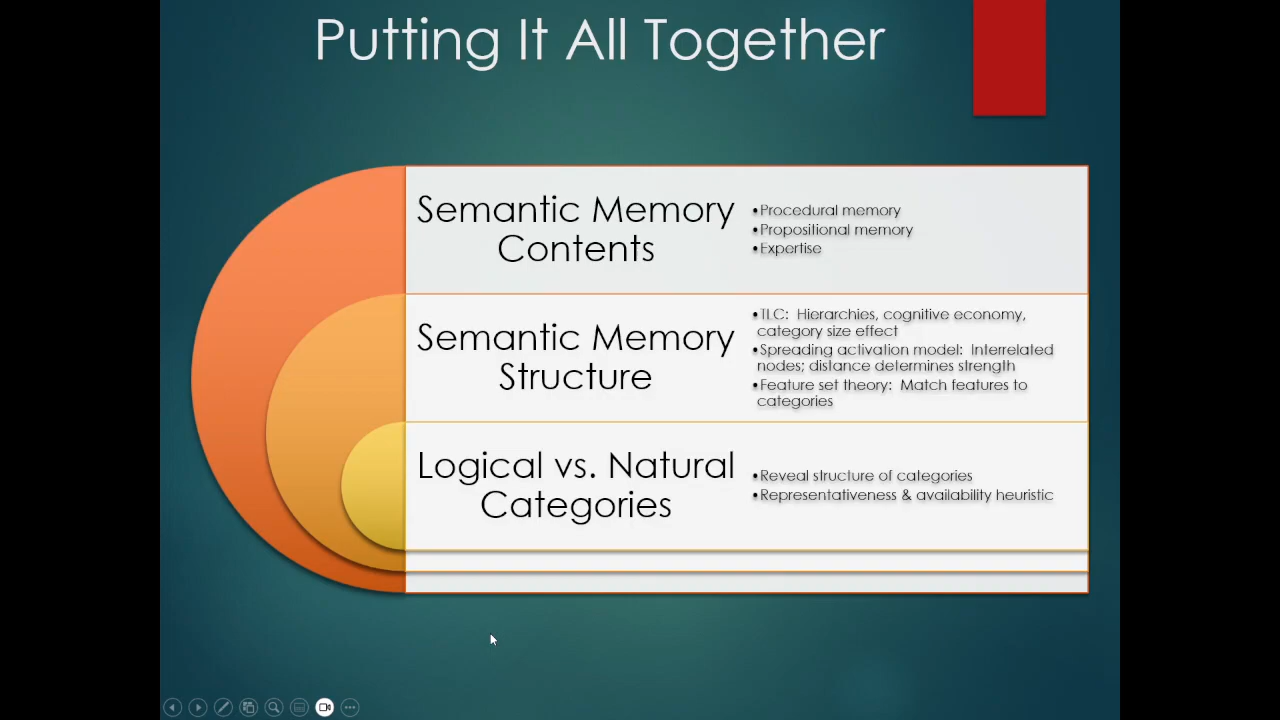 Putting It All Together
Semantic Memory
Contents
•Procedural memory
•Propositional memory
•Expertise
Semantic Memory
Structure
•TLC: Hierarchies, cognitive economy,
category size effect
•Spreading activation model: Interrelated
nodes; distance determines strength
•Feature set theory: Match features to
categories
Logical vs. Natural
Categories
•Reveal structure of categories
•Representativeness & availability heuristic